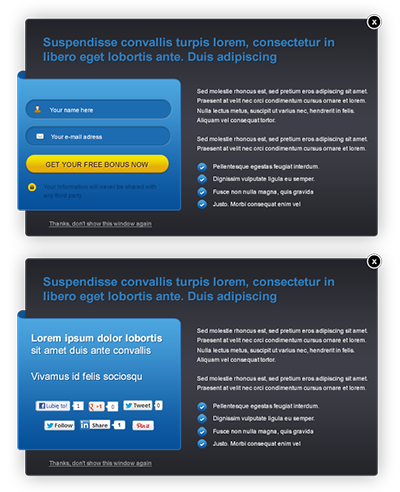 x
Suspendisse convallis turpis lorem, consectetur in
libero eget lobortis ante. Duis adipiscing
Your name here
Your e-mail adress
GET YOUR FREE BONUS NOW
Your information will never be shared with
any third party
Sed molestie rhoncus est, sed pretium eros adipiscing sit amet.
Praesent at velit nec orci condimentum cursus ornare et lorem.
Nulla lectus metus, suscipit ut varius nec, hendrerit in felis.
Aliquam vel consequat tortor.
Sed molestie rhoncus est, sed pretium eros adipiscing sit amet.
Praesent at velit nec orci condimentum cursus ornare et lorem.
Pellentesque egestas feugiat interdum.
Dignissim vulputate ligula eu semper.
Fusce non nulla magna, quis gravida
Justo. Morbi consequat enim vel
Thanks, don't show this window again
x
Suspendisse convallis turpis lorem, consectetur in
libero eget lobortis ante. Duis adipiscing
Lorem ipsum dolor lobortis
sit amet duis ante convallis
Vivamus id felis sociosqu
Lubię to! 1 +1 0 Tweet 0
Follow Share 1 Pin it
Sed molestie rhoncus est, sed pretium eros adipiscing sit amet.
Praesent at velit nec orci condimentum cursus ornare et lorem.
Nulla lectus metus, suscipit ut varius nec, hendrerit in felis.
Aliquam vel consequat tortor.
Sed molestie rhoncus est, sed pretium eros adipiscing sit amet.
Praesent at velit nec orci condimentum cursus ornare et lorem.
Pellentesque egestas feugiat interdum.
Dignissim vulputate ligula eu semper.
Fusce non nulla magna, quis gravida
Justo. Morbi consequat enim vel
Thanks, don't show this window again